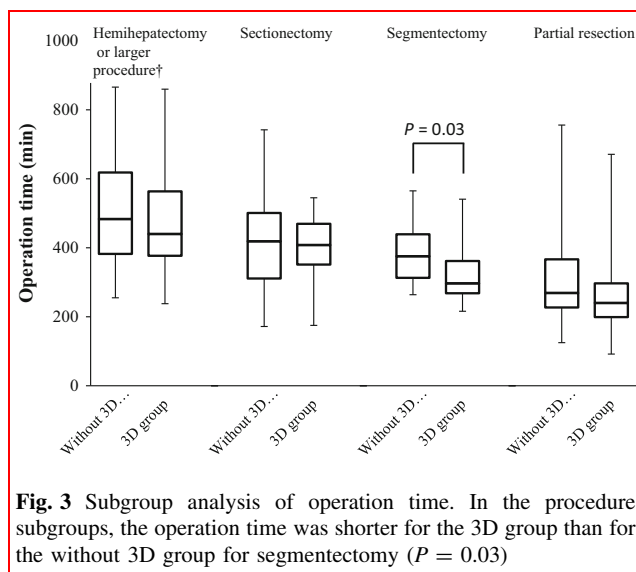 Hemihepatectomy
or larger
procedure†
Sectionectomy
Segmentectomy
Partial resection
Operation time (min)
1000
800
600
400
200
0
P = 0.03
Without 3D…
3D group
Without 3D…
3D group
Without 3D…
3D group
Without 3D…
3D group
Fig. 3 Subgroup analysis of operation time. In the procedure
subgroups, the operation time was shorter for the 3D group than for
the without 3D group for segmentectomy (P = 0.03)